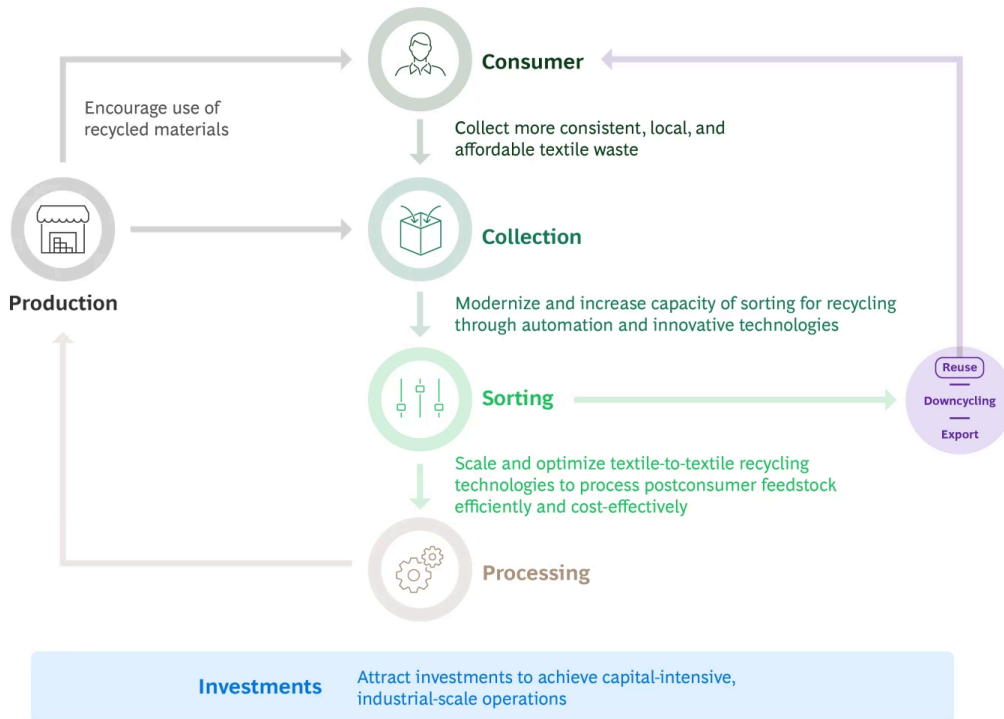 Consumer
Encourage use of
recycled materials
Collect more consistent, local, and
affordable textile waste
Collection
Production
Modernize and increase capacity of sorting for recycling
through automation and innovative technologies
Reuse
Sorting
Downcycling
Export
Scale and optimize textile-to-textile recycling
technologies to process postconsumer feedstock
efficiently and cost-effectively
Processing
Investments
Attract investments to achieve capital-intensive,
industrial-scale operations